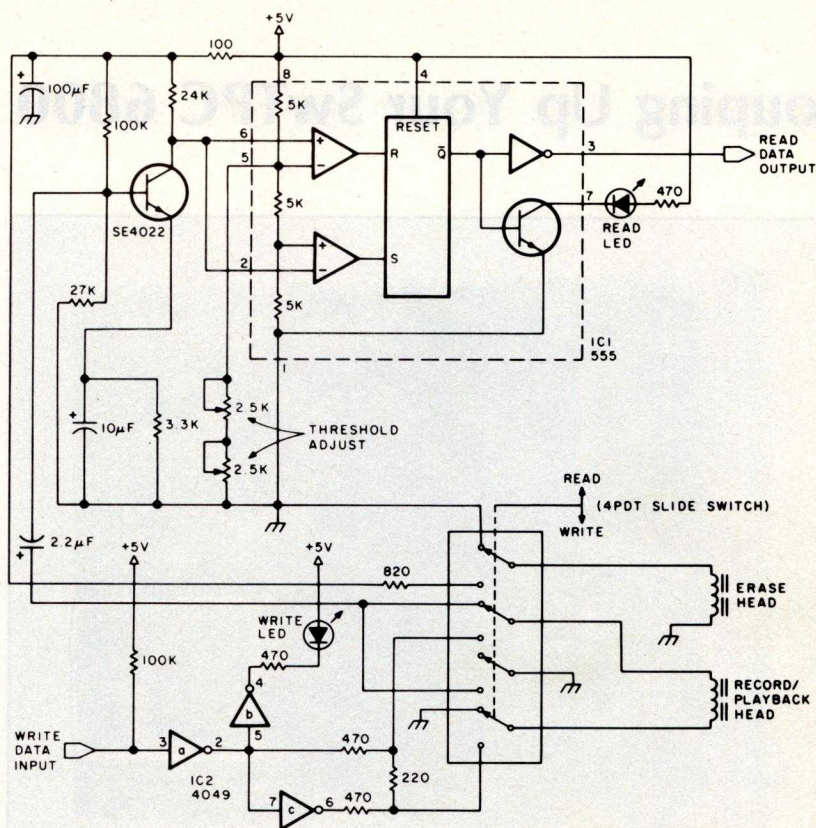 +5V
100
8
4
+
100µF
24K
5K
RESET
100K
6
+
R
Q̅
3
READ
DATA
OUTPUT
5
−
7
470
SE4022
5K
READ
LED
+
2
−
S
27K
5K
IC1
555
1
+
10µF
3.3K
2.5K
THRESHOLD
ADJUST
2.5K
READ
(4PDT SLIDE SWITCH)
WRITE
2.2µF
+
+5V
+5V
820
ERASE
HEAD
WRITE
LED
100K
470
4
b
RECORD/
PLAYBACK
HEAD
WRITE
DATA
INPUT
3
a
2
5
470
IC2
4049
220
7
c
6
470